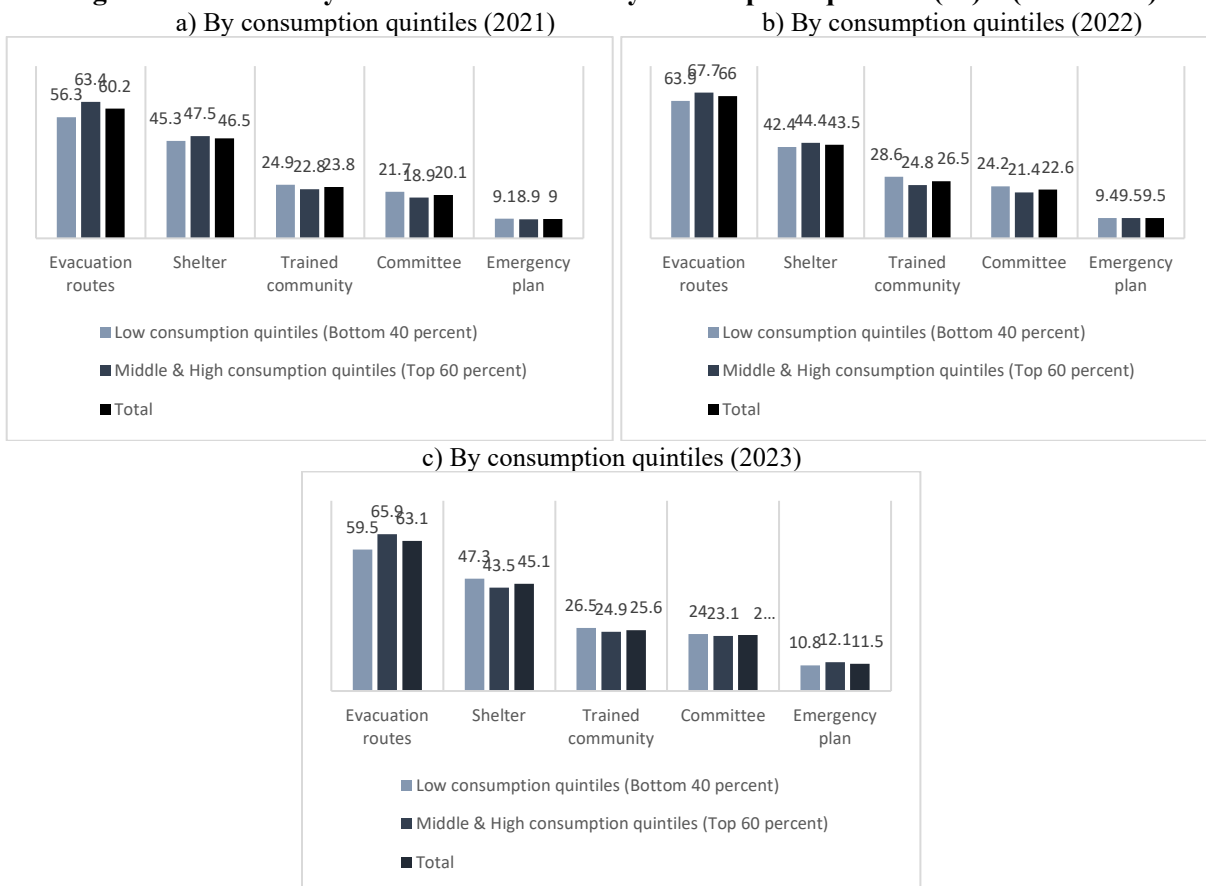 a) By consumption quintiles (2021)
56.3 63.4 60.2
45.3 47.5 46.5
24.9 22.8 23.8
21.7 18.9 20.1
9.1 8.9 9
Evacuation routes
Shelter
Trained community
Committee
Emergency plan
Low consumption quintiles (Bottom 40 percent)
Middle & High consumption quintiles (Top 60 percent)
Total
b) By consumption quintiles (2022)
63.9 67.7 66
42.4 44.4 43.5
28.6 24.8 26.5
24.2 21.4 22.6
9.4 9.5 9.5
Evacuation routes
Shelter
Trained community
Committee
Emergency plan
Low consumption quintiles (Bottom 40 percent)
Middle & High consumption quintiles (Top 60 percent)
Total
c) By consumption quintiles (2023)
59.5 65.9 63.1
47.3 43.5 45.1
26.5 24.9 25.6
24 23.1 2...
10.8 12.1 11.5
Evacuation routes
Shelter
Trained community
Committee
Emergency plan
Low consumption quintiles (Bottom 40 percent)
Middle & High consumption quintiles (Top 60 percent)
Total